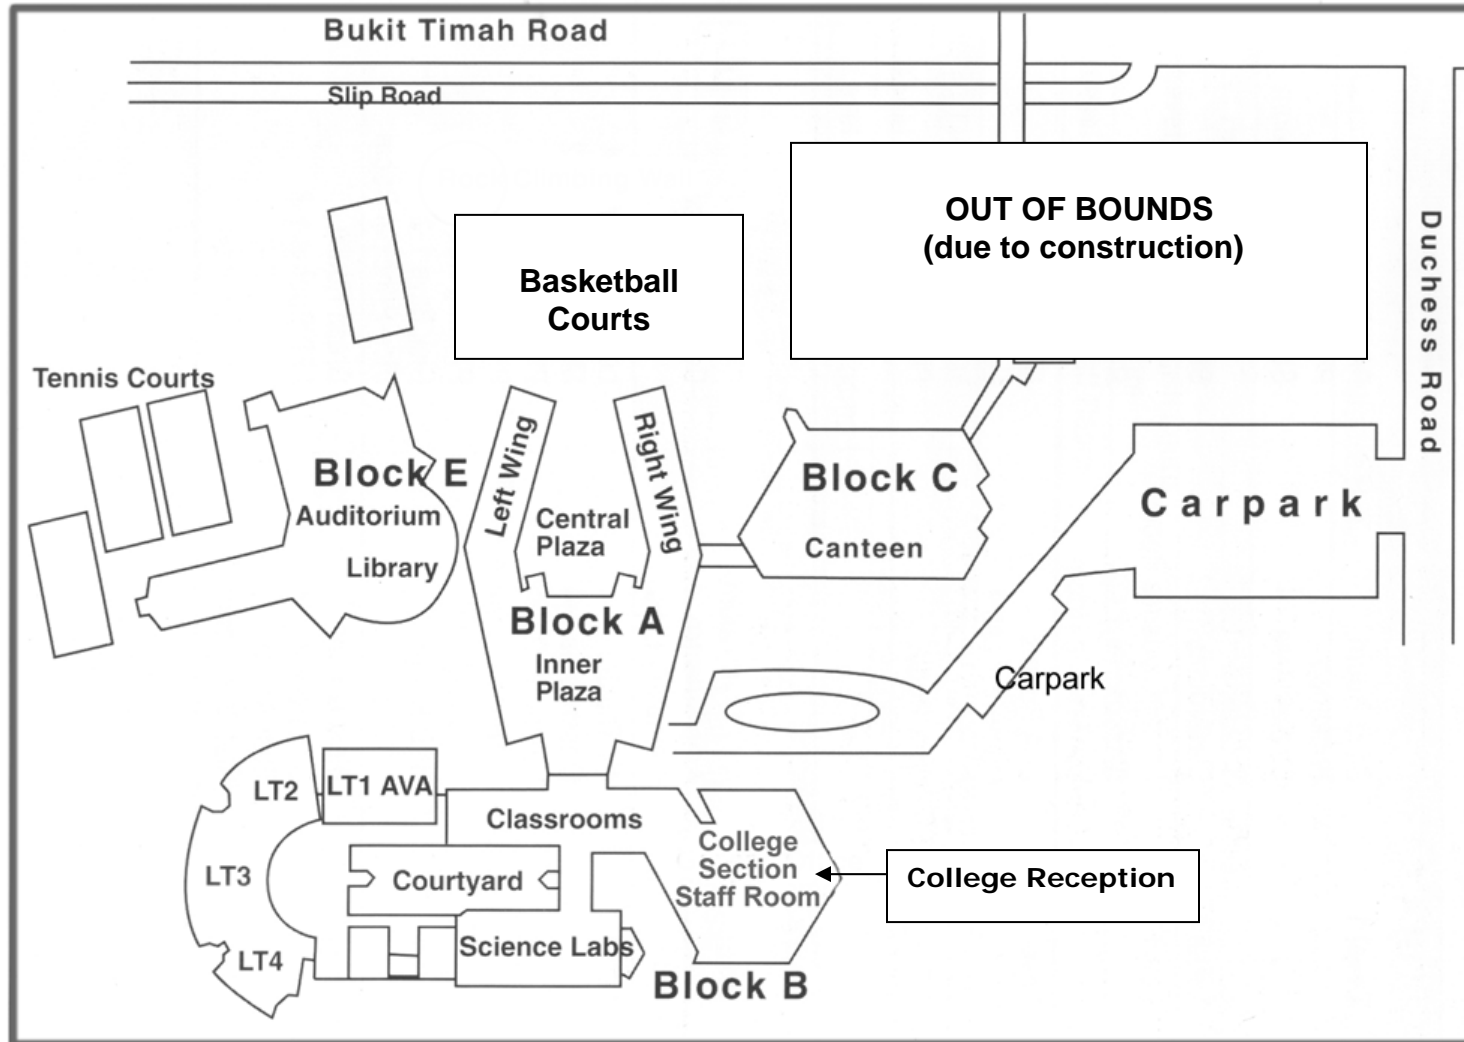 Bukit Timah Road
Slip Road
OUT OF BOUNDS
(due to construction)
Duchess Road
Basketball
Courts
Tennis Courts
Block E
Auditorium
Library
Left Wing
Right Wing
Central
Plaza
Block A
Inner
Plaza
Block C
Canteen
Carpark
Carpark
LT2
LT1 AVA
LT3
LT4
Classrooms
Courtyard
Science Labs
College
Section
Staff Room
College Reception
Block B